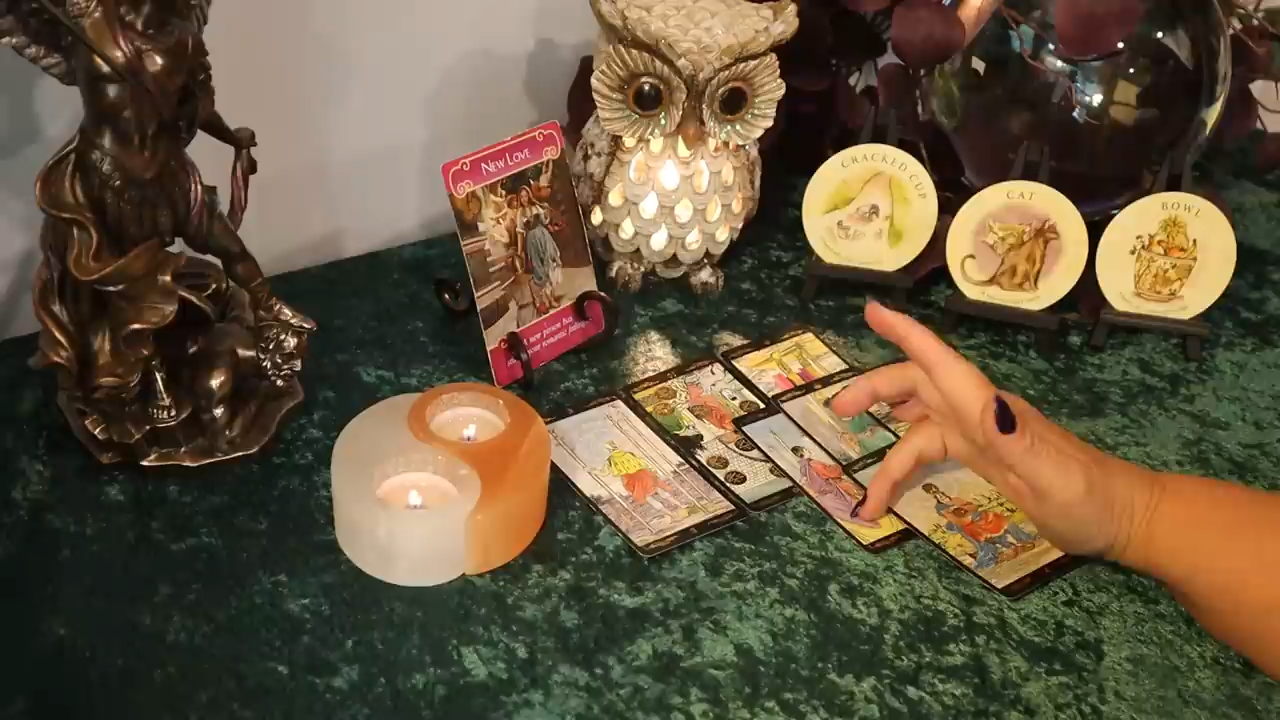 NEW LOVE
A new person has
your romantic feelings
CRACKED CUP
CAT
BOWL